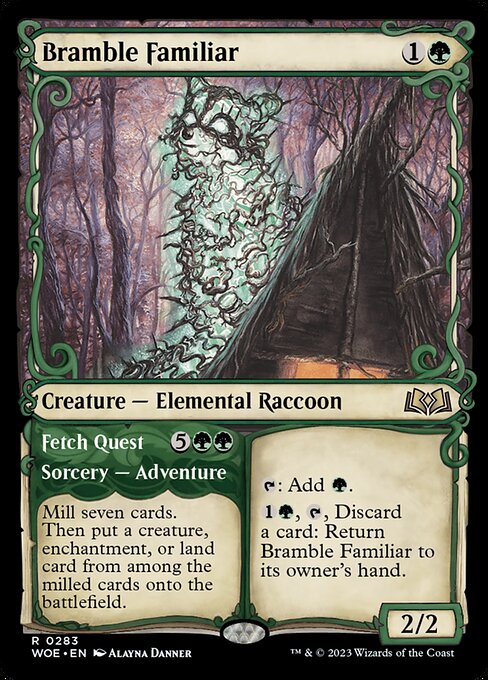 Bramble Familiar 1
Creature — Elemental Raccoon
Fetch Quest 5
Sorcery — Adventure
Mill seven cards.
Then put a creature,
enchantment, or land
card from among the
milled cards onto the
battlefield.
: Add .
1 , , Discard
a card: Return
Bramble Familiar to
its owner's hand.
2/2
R 0283
WOE • EN ALAYNA DANNER
™ & © 2023 Wizards of the Coast